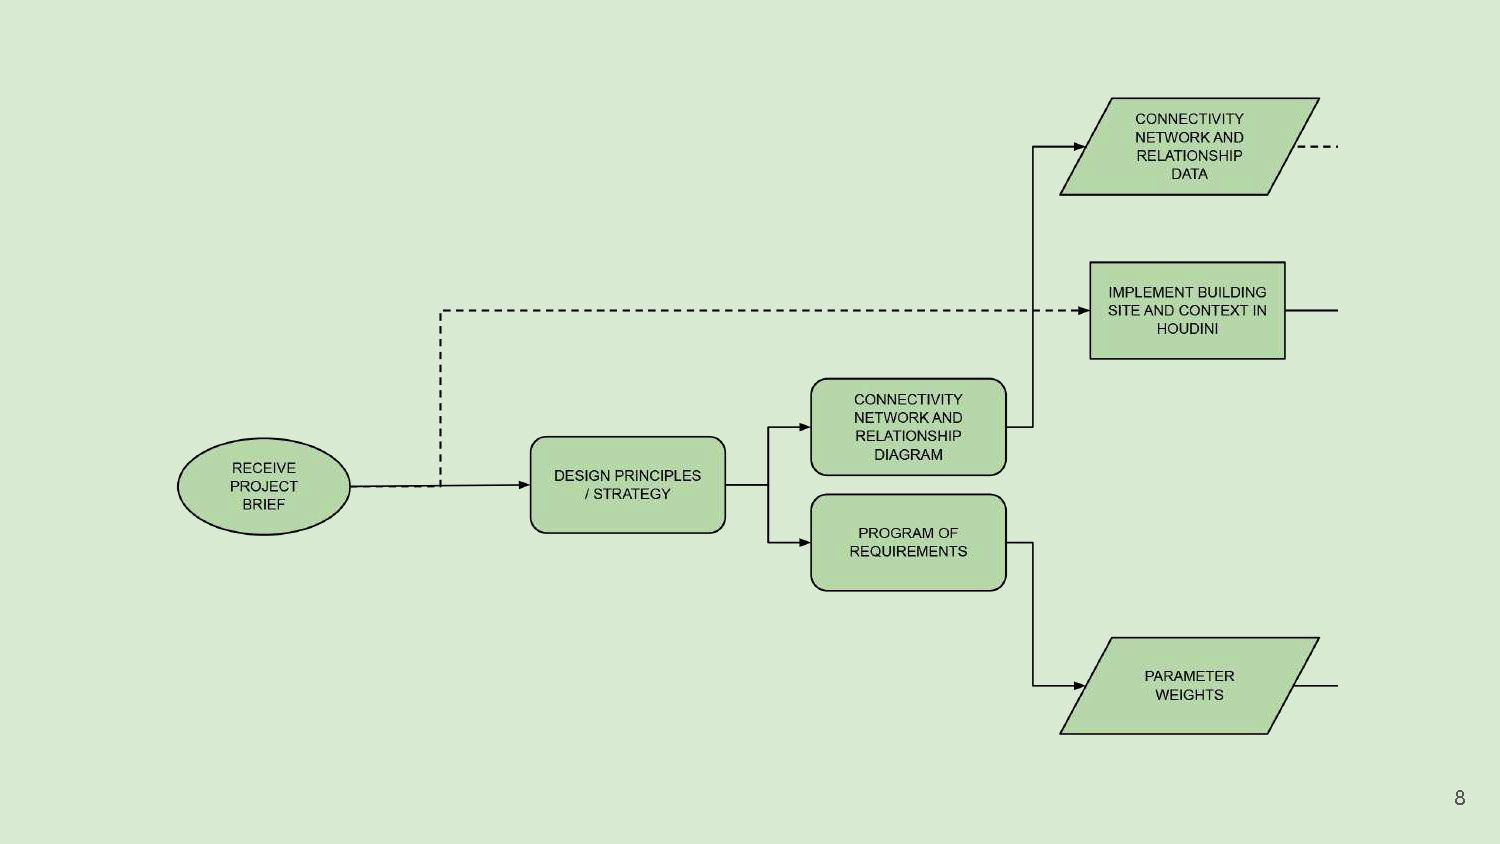 CONNECTIVITY
NETWORK AND
RELATIONSHIP
DATA
IMPLEMENT BUILDING
SITE AND CONTEXT IN
HOUDINI
CONNECTIVITY
NETWORK AND
RELATIONSHIP
DIAGRAM
RECEIVE
PROJECT
BRIEF
DESIGN PRINCIPLES
/ STRATEGY
PROGRAM OF
REQUIREMENTS
PARAMETER
WEIGHTS
8